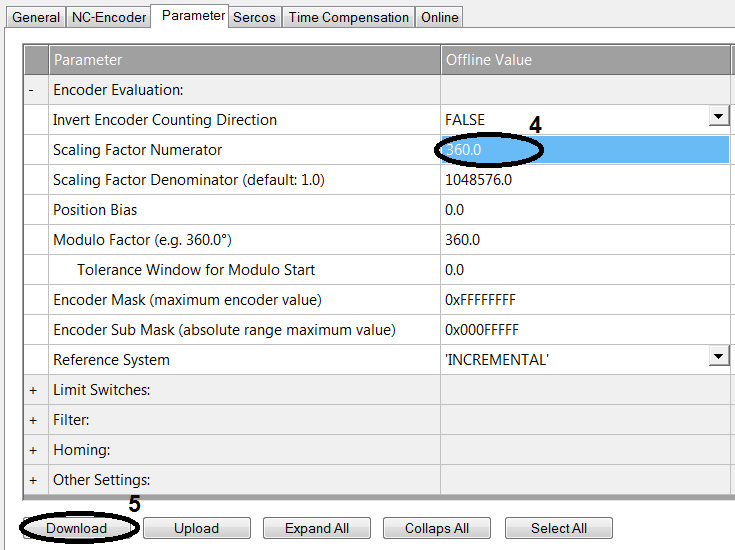 General NC-Encoder Parameter Sercos Time Compensation Online
Parameter Offline Value
- Encoder Evaluation:
Invert Encoder Counting Direction FALSE 4
Scaling Factor Numerator 360.0
Scaling Factor Denominator (default: 1.0) 1048576.0
Position Bias 0.0
Modulo Factor (e.g. 360.0°) 360.0
Tolerance Window for Modulo Start 0.0
Encoder Mask (maximum encoder value) 0xFFFFFFFF
Encoder Sub Mask (absolute range maximum value) 0x000FFFFF
Reference System 'INCREMENTAL'
+ Limit Switches:
+ Filter:
+ Homing:
+ Other Settings:
5
Download Upload Expand All Collaps All Select All